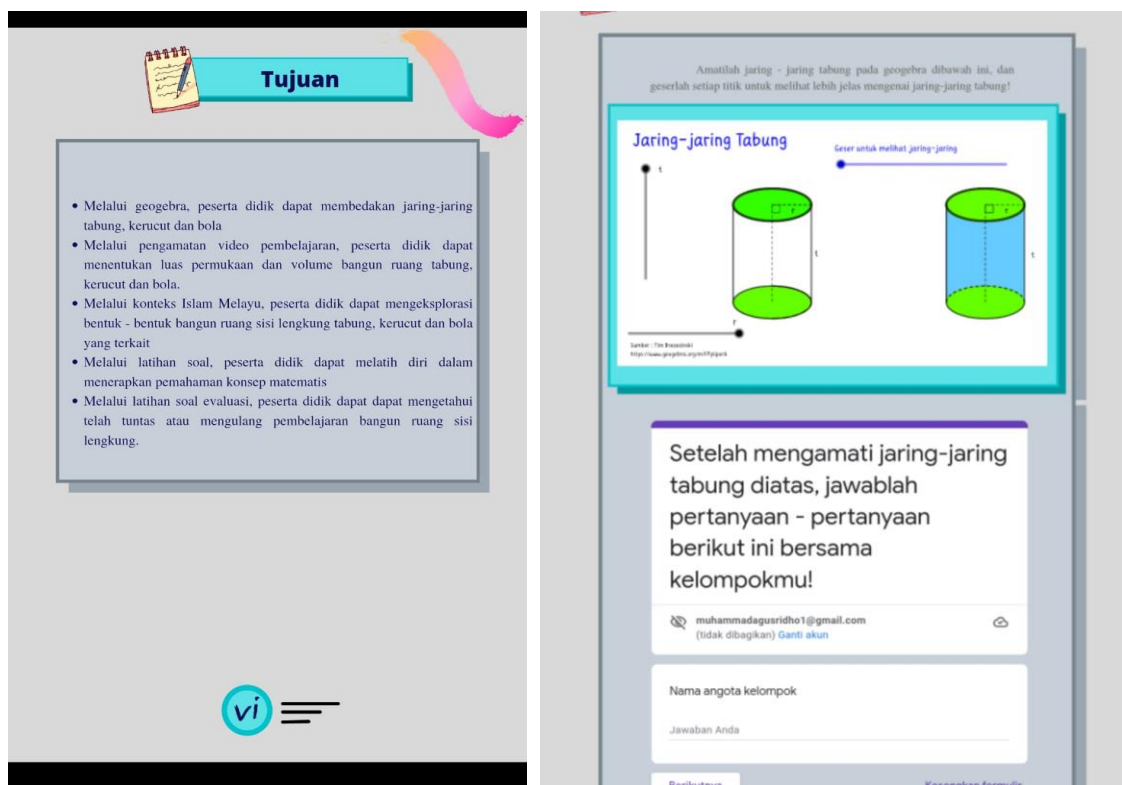 Tujuan
• Melalui geogebra, peserta didik dapat membedakan jaring-jaring
tabung, kerucut dan bola
• Melalui pengamatan video pembelajaran, peserta didik dapat
menentukan luas permukaan dan volume bangun ruang tabung,
kerucut dan bola.
• Melalui konteks Islam Melayu, peserta didik dapat mengeksplorasi
bentuk - bentuk bangun ruang sisi lengkung tabung, kerucut dan bola
yang terkait
• Melalui latihan soal, peserta didik dapat melatih diri dalam
menerapkan pemahaman konsep matematis
• Melalui latihan soal evaluasi, peserta didik dapat dapat mengetahui
telah tuntas atau mengulang pembelajaran bangun ruang sisi
lengkung.
vi
Amatilah jaring - jaring tabung pada geogebra dibawah ini, dan
geserlah setiap titik untuk melihat lebih jelas mengenai jaring-jaring tabung!
Jaring-jaring Tabung
Geser untuk melihat jaring-jaring
t
r
t
r
t
r
Sumber : Tim
Setelah mengamati jaring-jaring
tabung diatas, jawablah
pertanyaan - pertanyaan
berikut ini bersama
kelompokmu!
muhammadagusridho1@gmail.com
(tidak dibagikan) Ganti akun
Nama angota kelompok
Jawaban Anda
Berikutnya
Kosongkan formulir